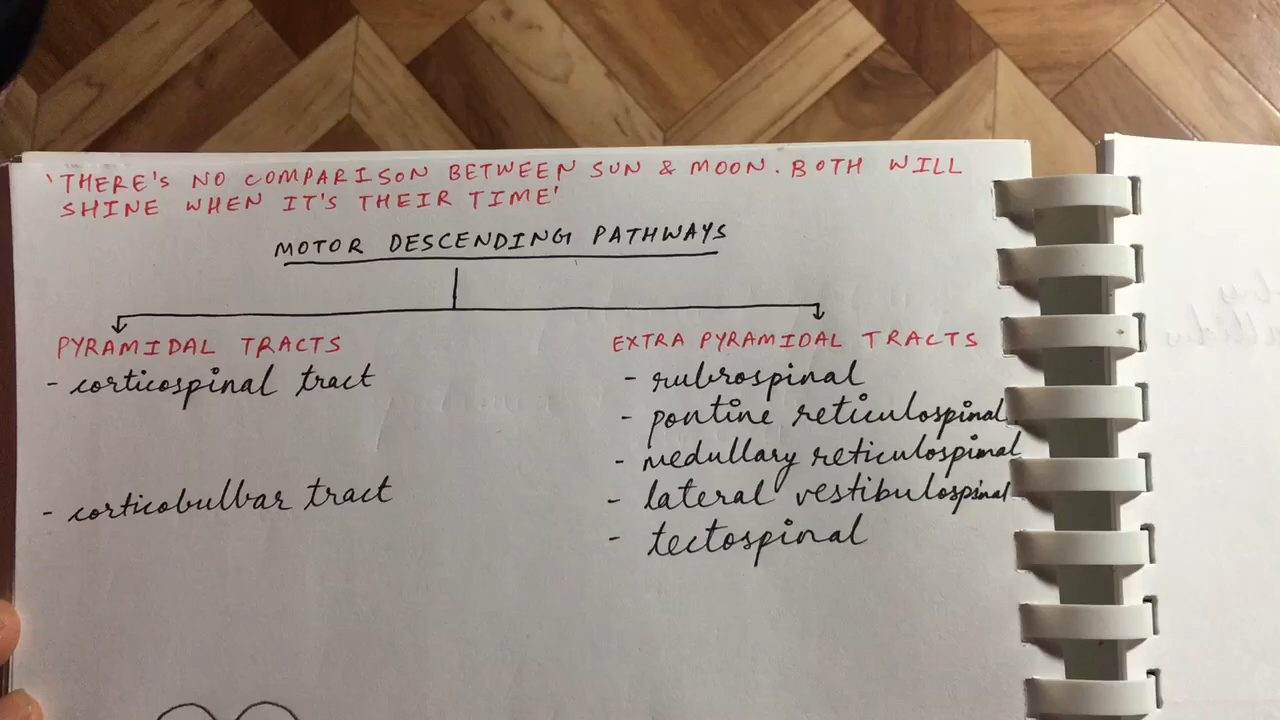 'THERE'S NO COMPARISON BETWEEN SUN & MOON. BOTH WILL
SHINE WHEN IT'S THEIR TIME'
MOTOR DESCENDING PATHWAYS
PYRAMIDAL TRACTS
- corticospinal tract
- corticobulbar tract
EXTRA PYRAMIDAL TRACTS
- rubrospinal
- pontine reticulospinal
- medullary reticulospinal
- lateral vestibulospinal
- tectospinal